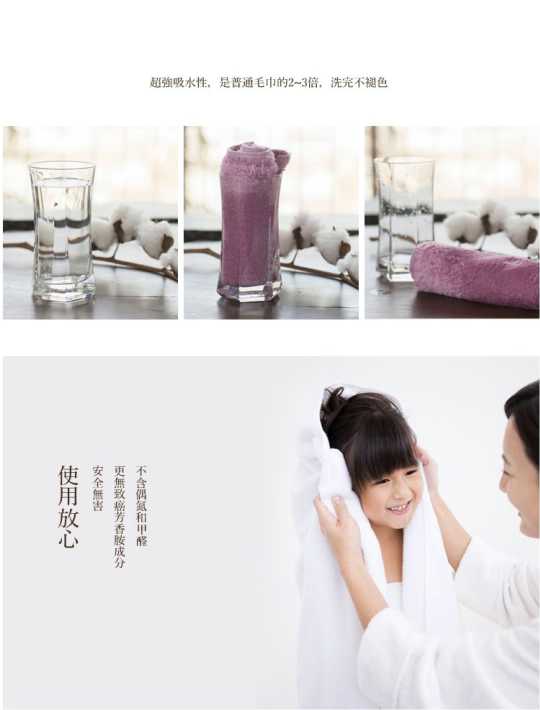 超強吸水性，是普通毛巾的2~3倍，洗完不褪色
不含偶氮和甲醛
更無致癌芳香胺成分
安全無害
使用放心